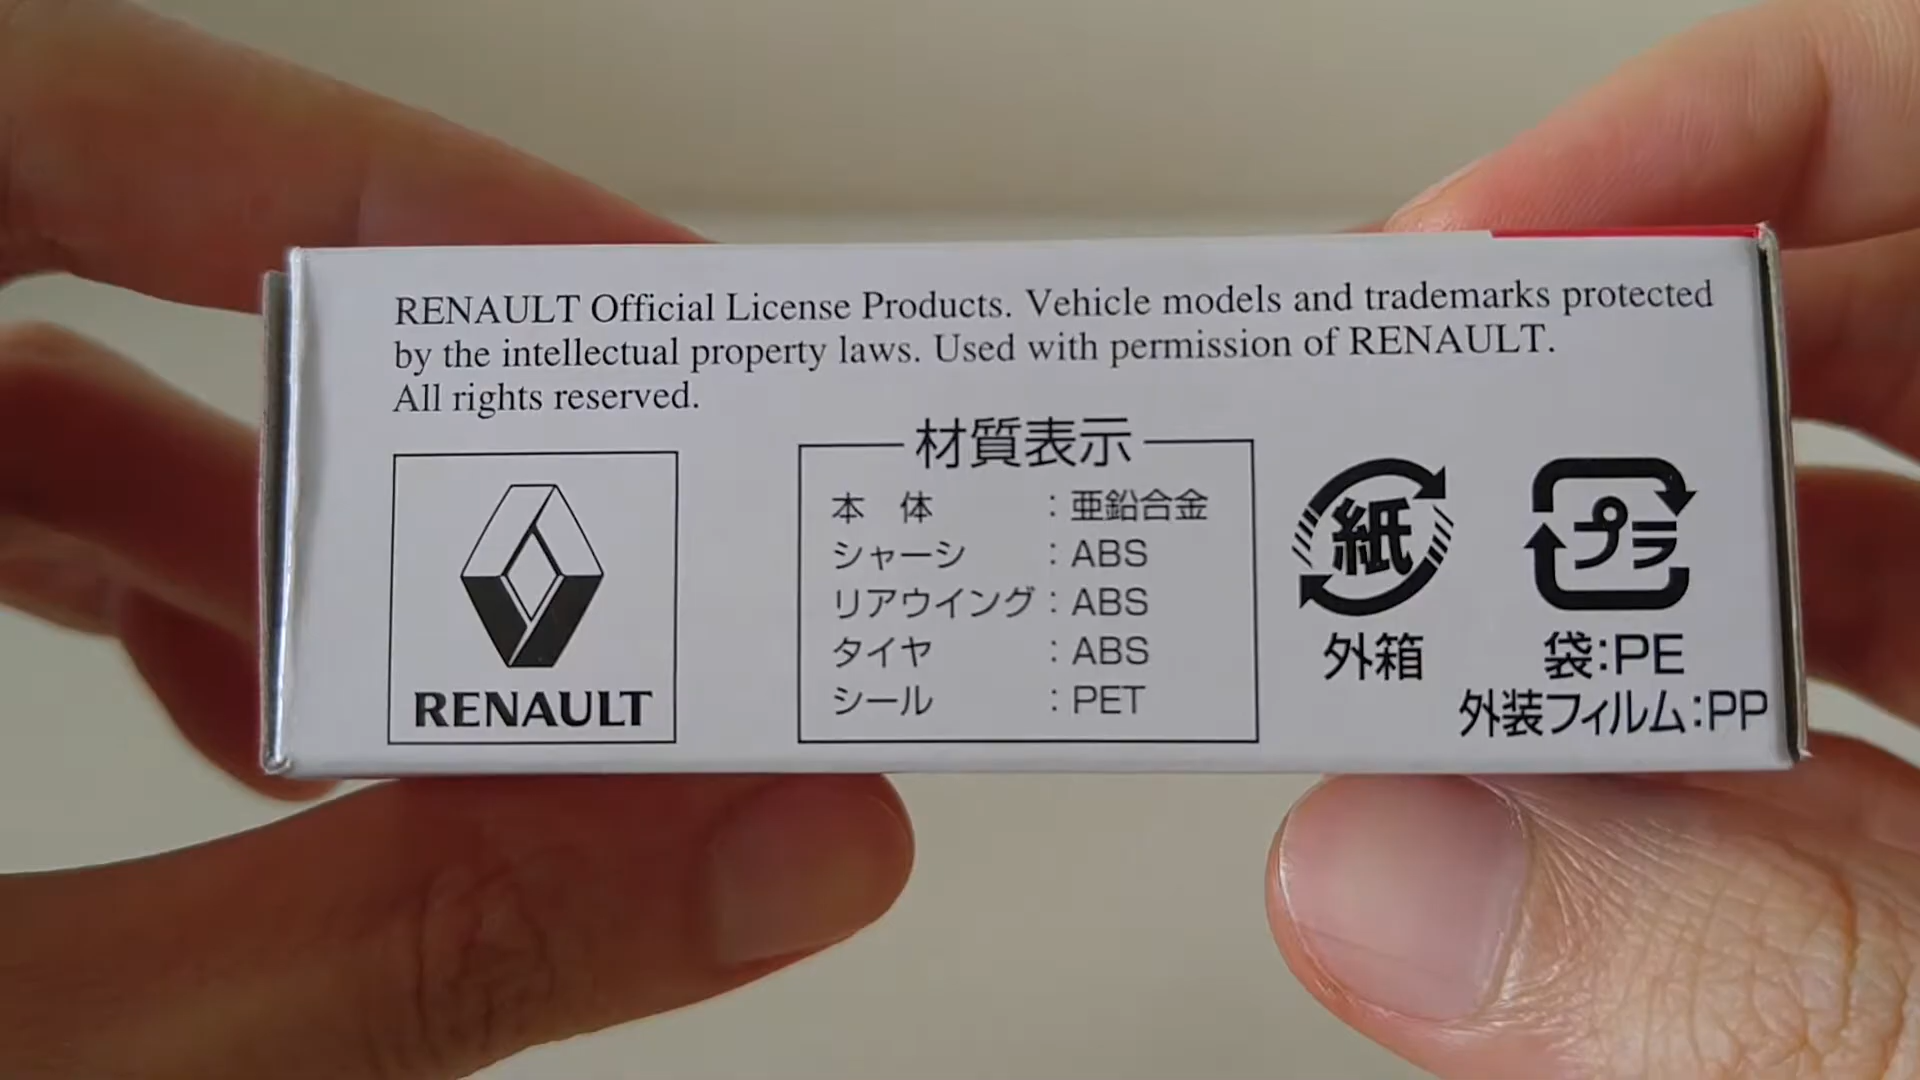 RENAULT Official License Products. Vehicle models and trademarks protected
by the intellectual property laws. Used with permission of RENAULT.
All rights reserved.
RENAULT
材質表示
本　体　：亜鉛合金
シャーシ　：ABS
リアウイング：ABS
タイヤ　：ABS
シール　：PET
紙
外箱
プラ
袋：PE
外装フィルム：PP